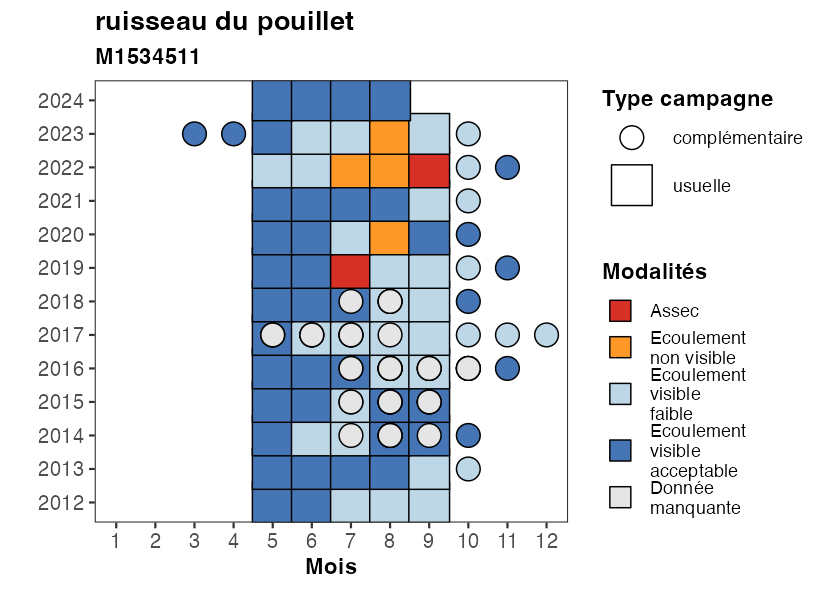 ruisseau du pouillet
M1534511
2024
2023
2022
2021
2020
2019
2018
2017
2016
2015
2014
2013
2012
1 2 3 4 5 6 7 8 9 10 11 12
Mois
Type campagne
complémentaire
usuelle
Modalités
Assec
Ecoulement
non visible
Ecoulement
visible
faible
Ecoulement
visible
acceptable
Donnée
manquante